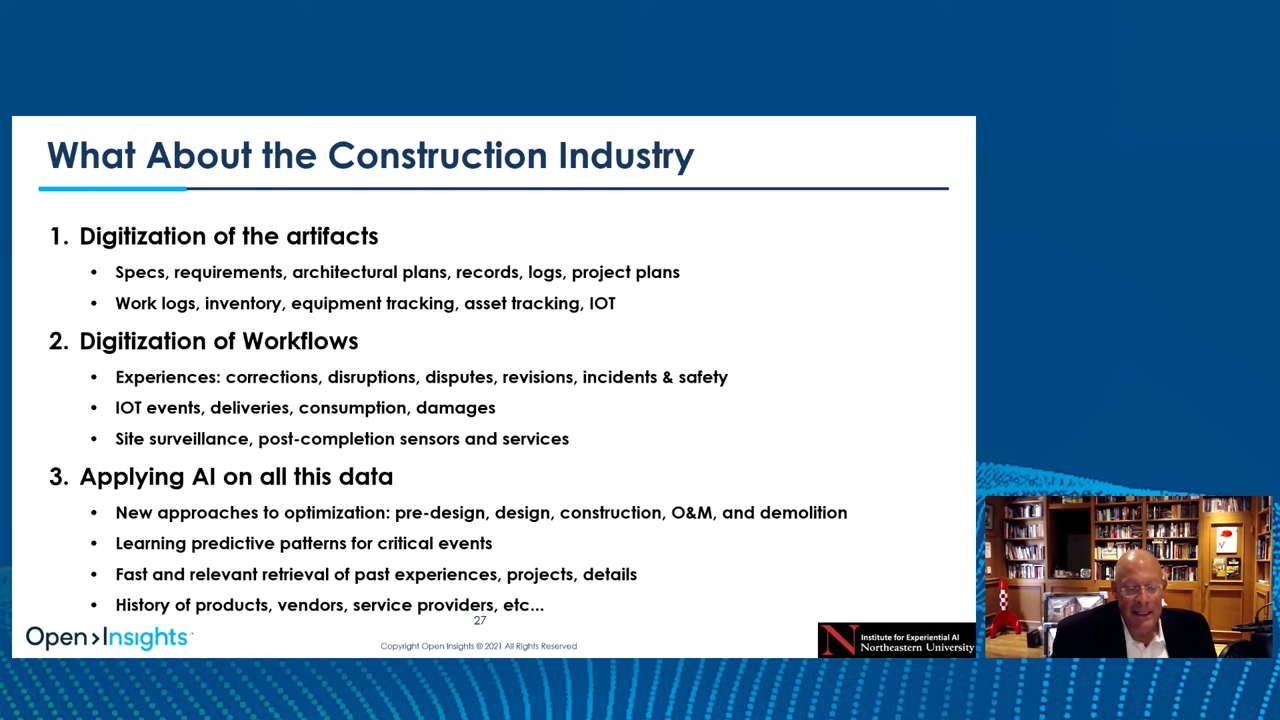 What About the Construction Industry
1. Digitization of the artifacts
• Specs, requirements, architectural plans, records, logs, project plans
• Work logs, inventory, equipment tracking, asset tracking, IOT
2. Digitization of Workflows
• Experiences: corrections, disruptions, disputes, revisions, incidents & safety
• IOT events, deliveries, consumption, damages
• Site surveillance, post-completion sensors and services
3. Applying AI on all this data
• New approaches to optimization: pre-design, design, construction, O&M, and demolition
• Learning predictive patterns for critical events
• Fast and relevant retrieval of past experiences, projects, details
• History of products, vendors, service providers, etc...
27
Open>Insights
Copyright Open Insights © 2021 All Rights Reserved
N
Institute for Experiential AI
Northeastern University